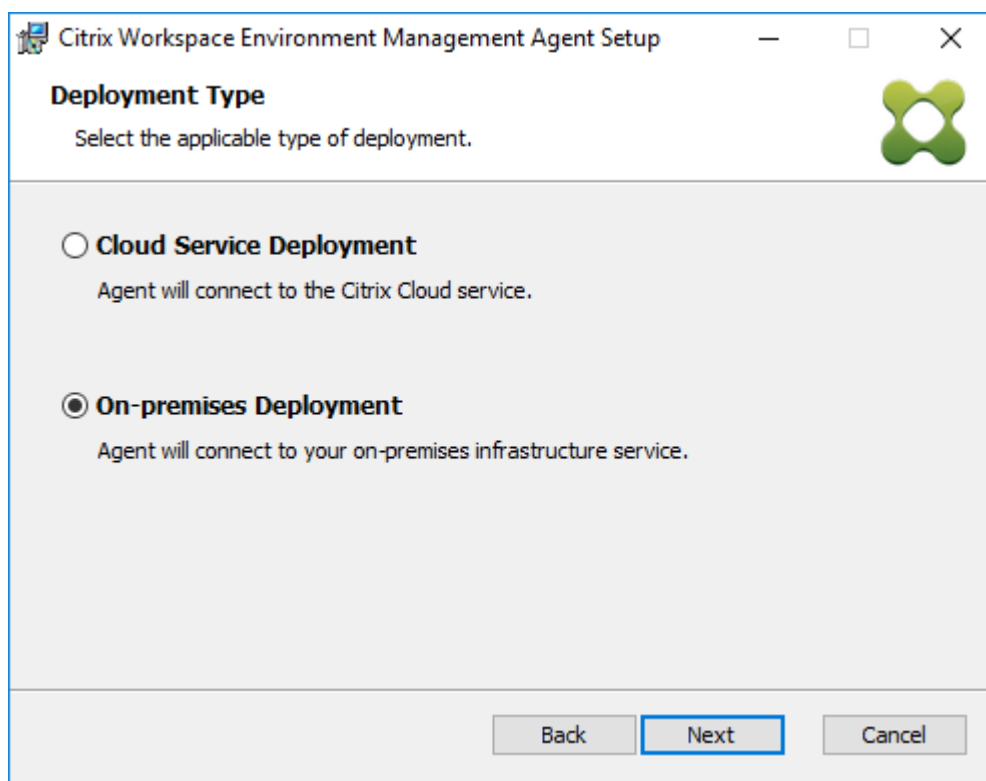 Citrix Workspace Environment Management Agent Setup
Deployment Type
Select the applicable type of deployment.
Cloud Service Deployment
Agent will connect to the Citrix Cloud service.
On-premises Deployment
Agent will connect to your on-premises infrastructure service.
Back Next Cancel